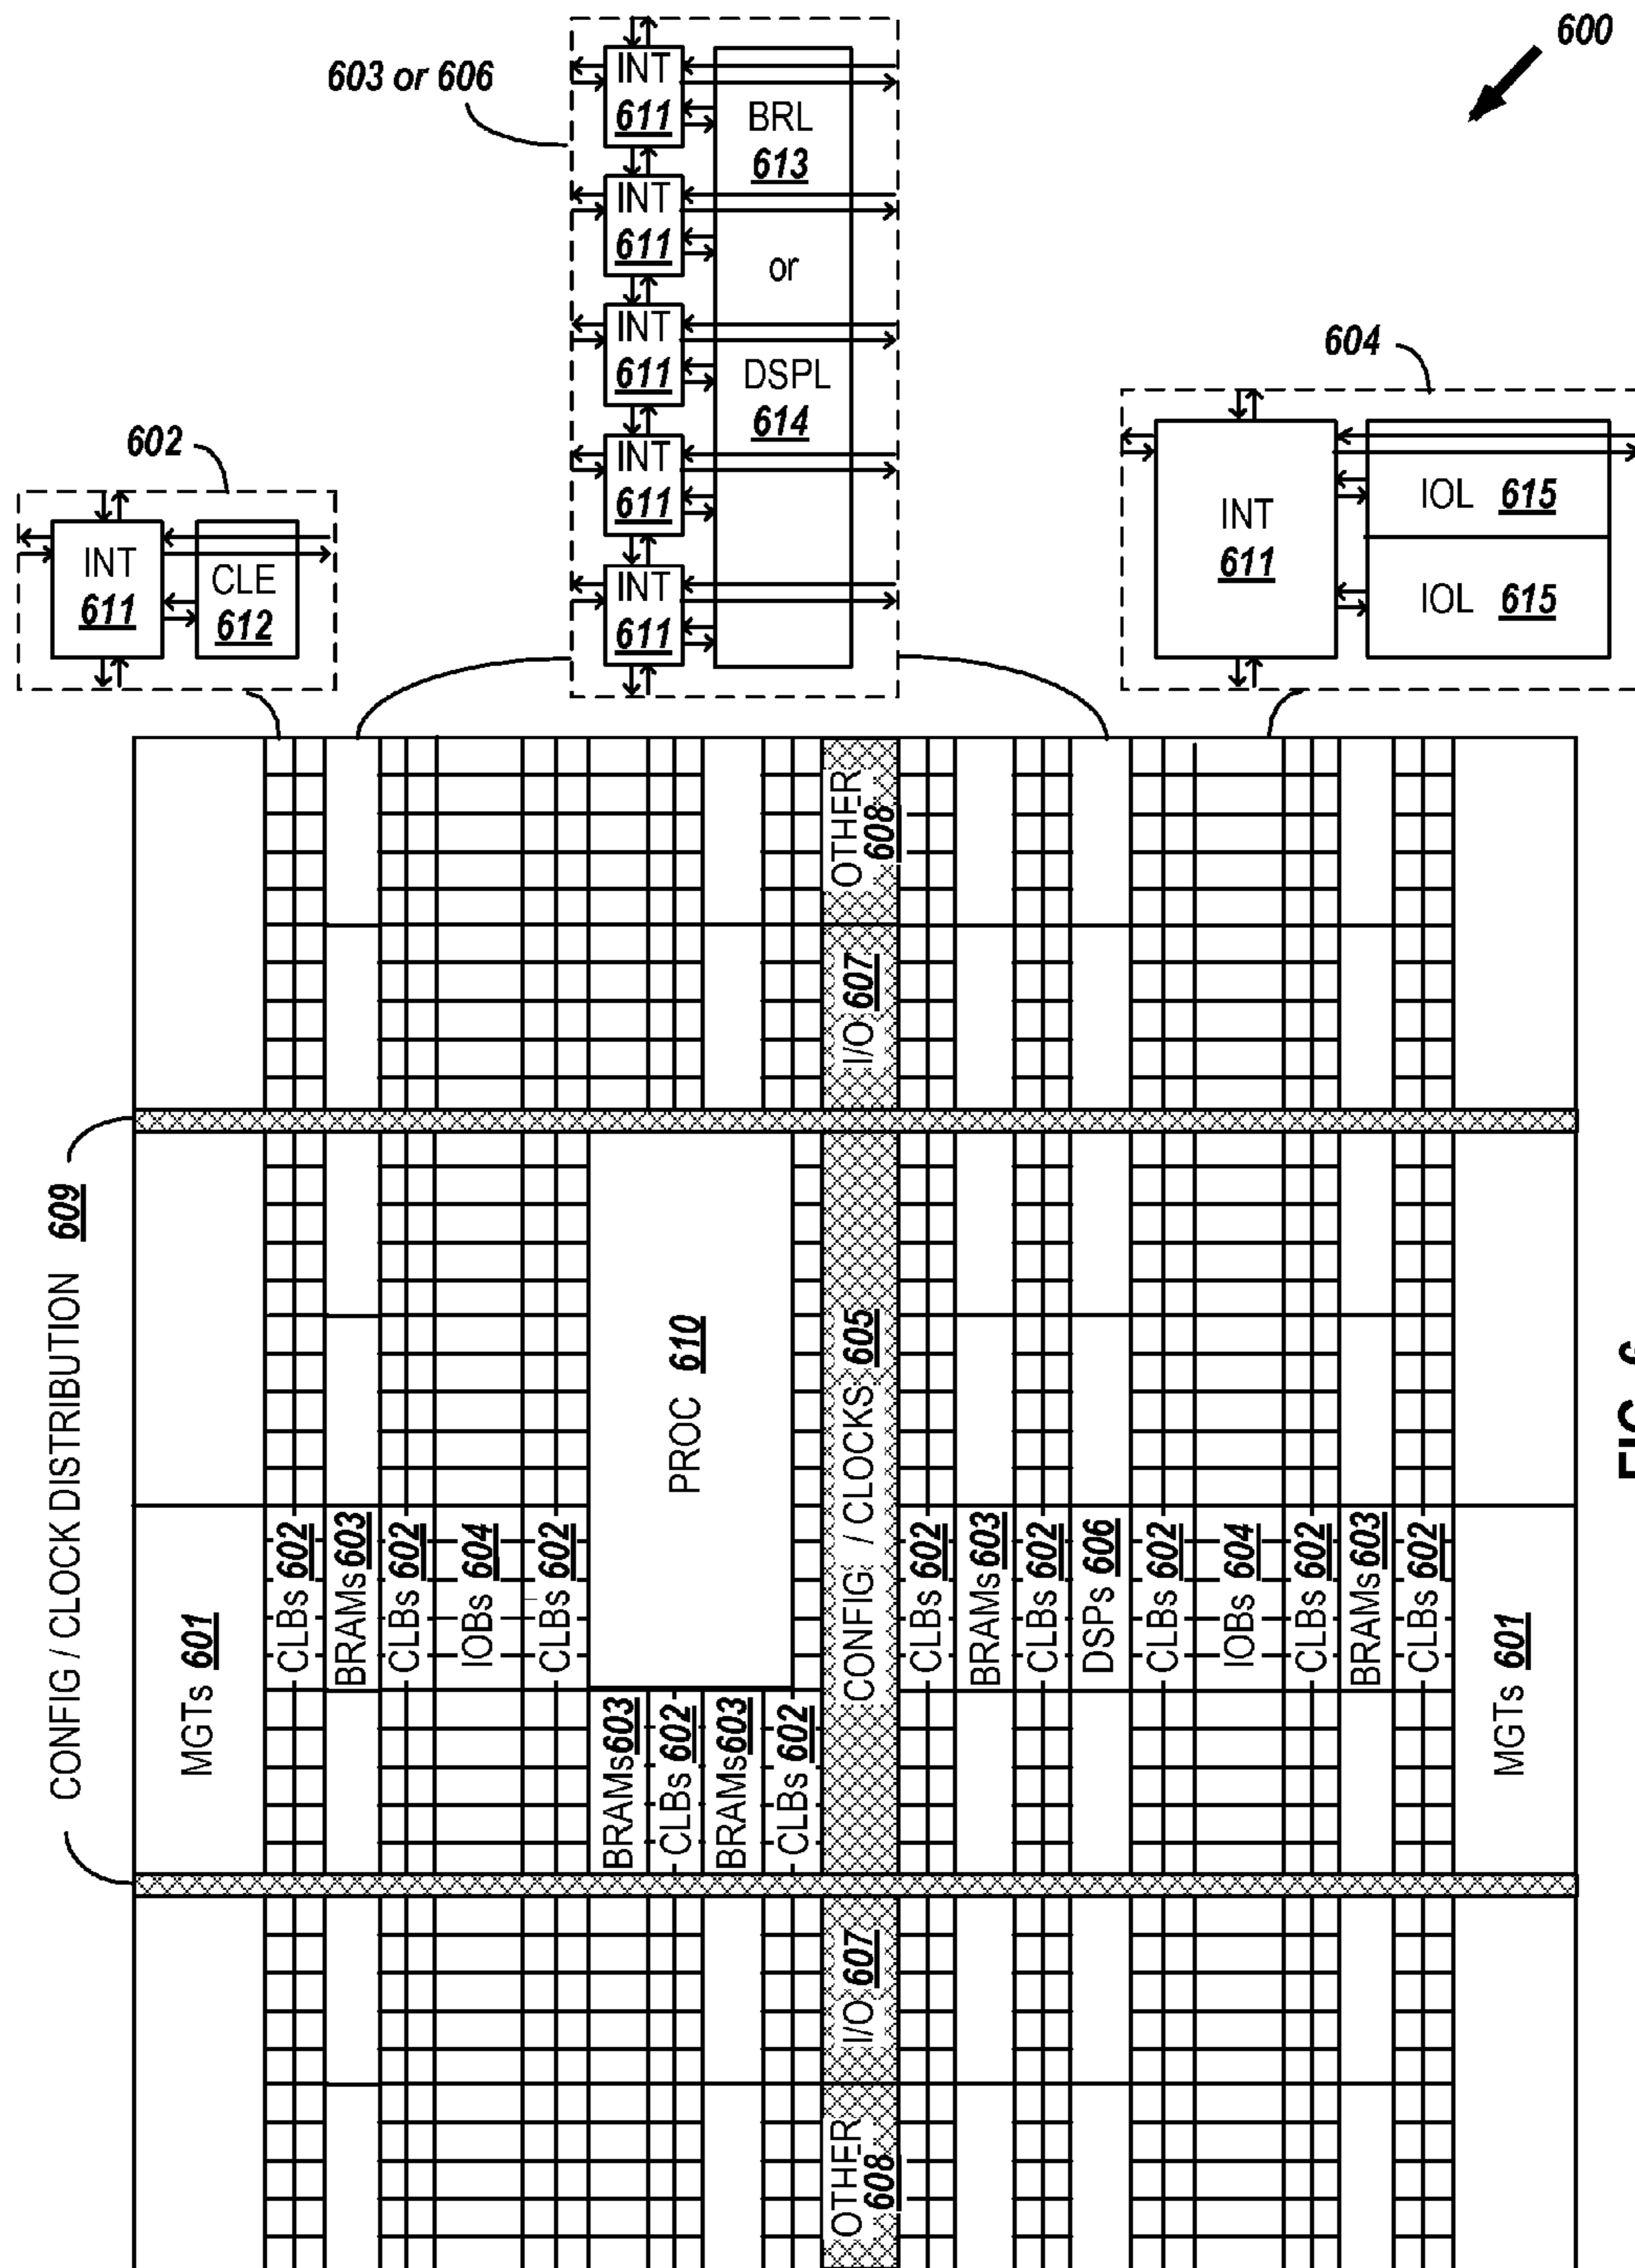 600
603 or 606
INT
611
INT
611
INT
611
INT
611
INT
611
BRL
613
or
DSPL
614
604
INT
611
IOL 615
IOL 615
602
INT
611
CLE
612
CONFIG / CLOCK DISTRIBUTION 609
OTHER
608
I/O 607
PROC 610
CONFIG / CLOCKS 605
MGTs 601
CLBs 602
BRAMs 603
CLBs 602
IOBs 604
CLBs 602
BRAMs 603
CLBs 602
BRAMs 603
CLBs 602
CLBs 602
BRAMs 603
CLBs 602
DSPs 606
CLBs 602
IOBs 604
CLBs 602
BRAMs 603
CLBs 602
MGTs 601
I/O 607
OTHER
608